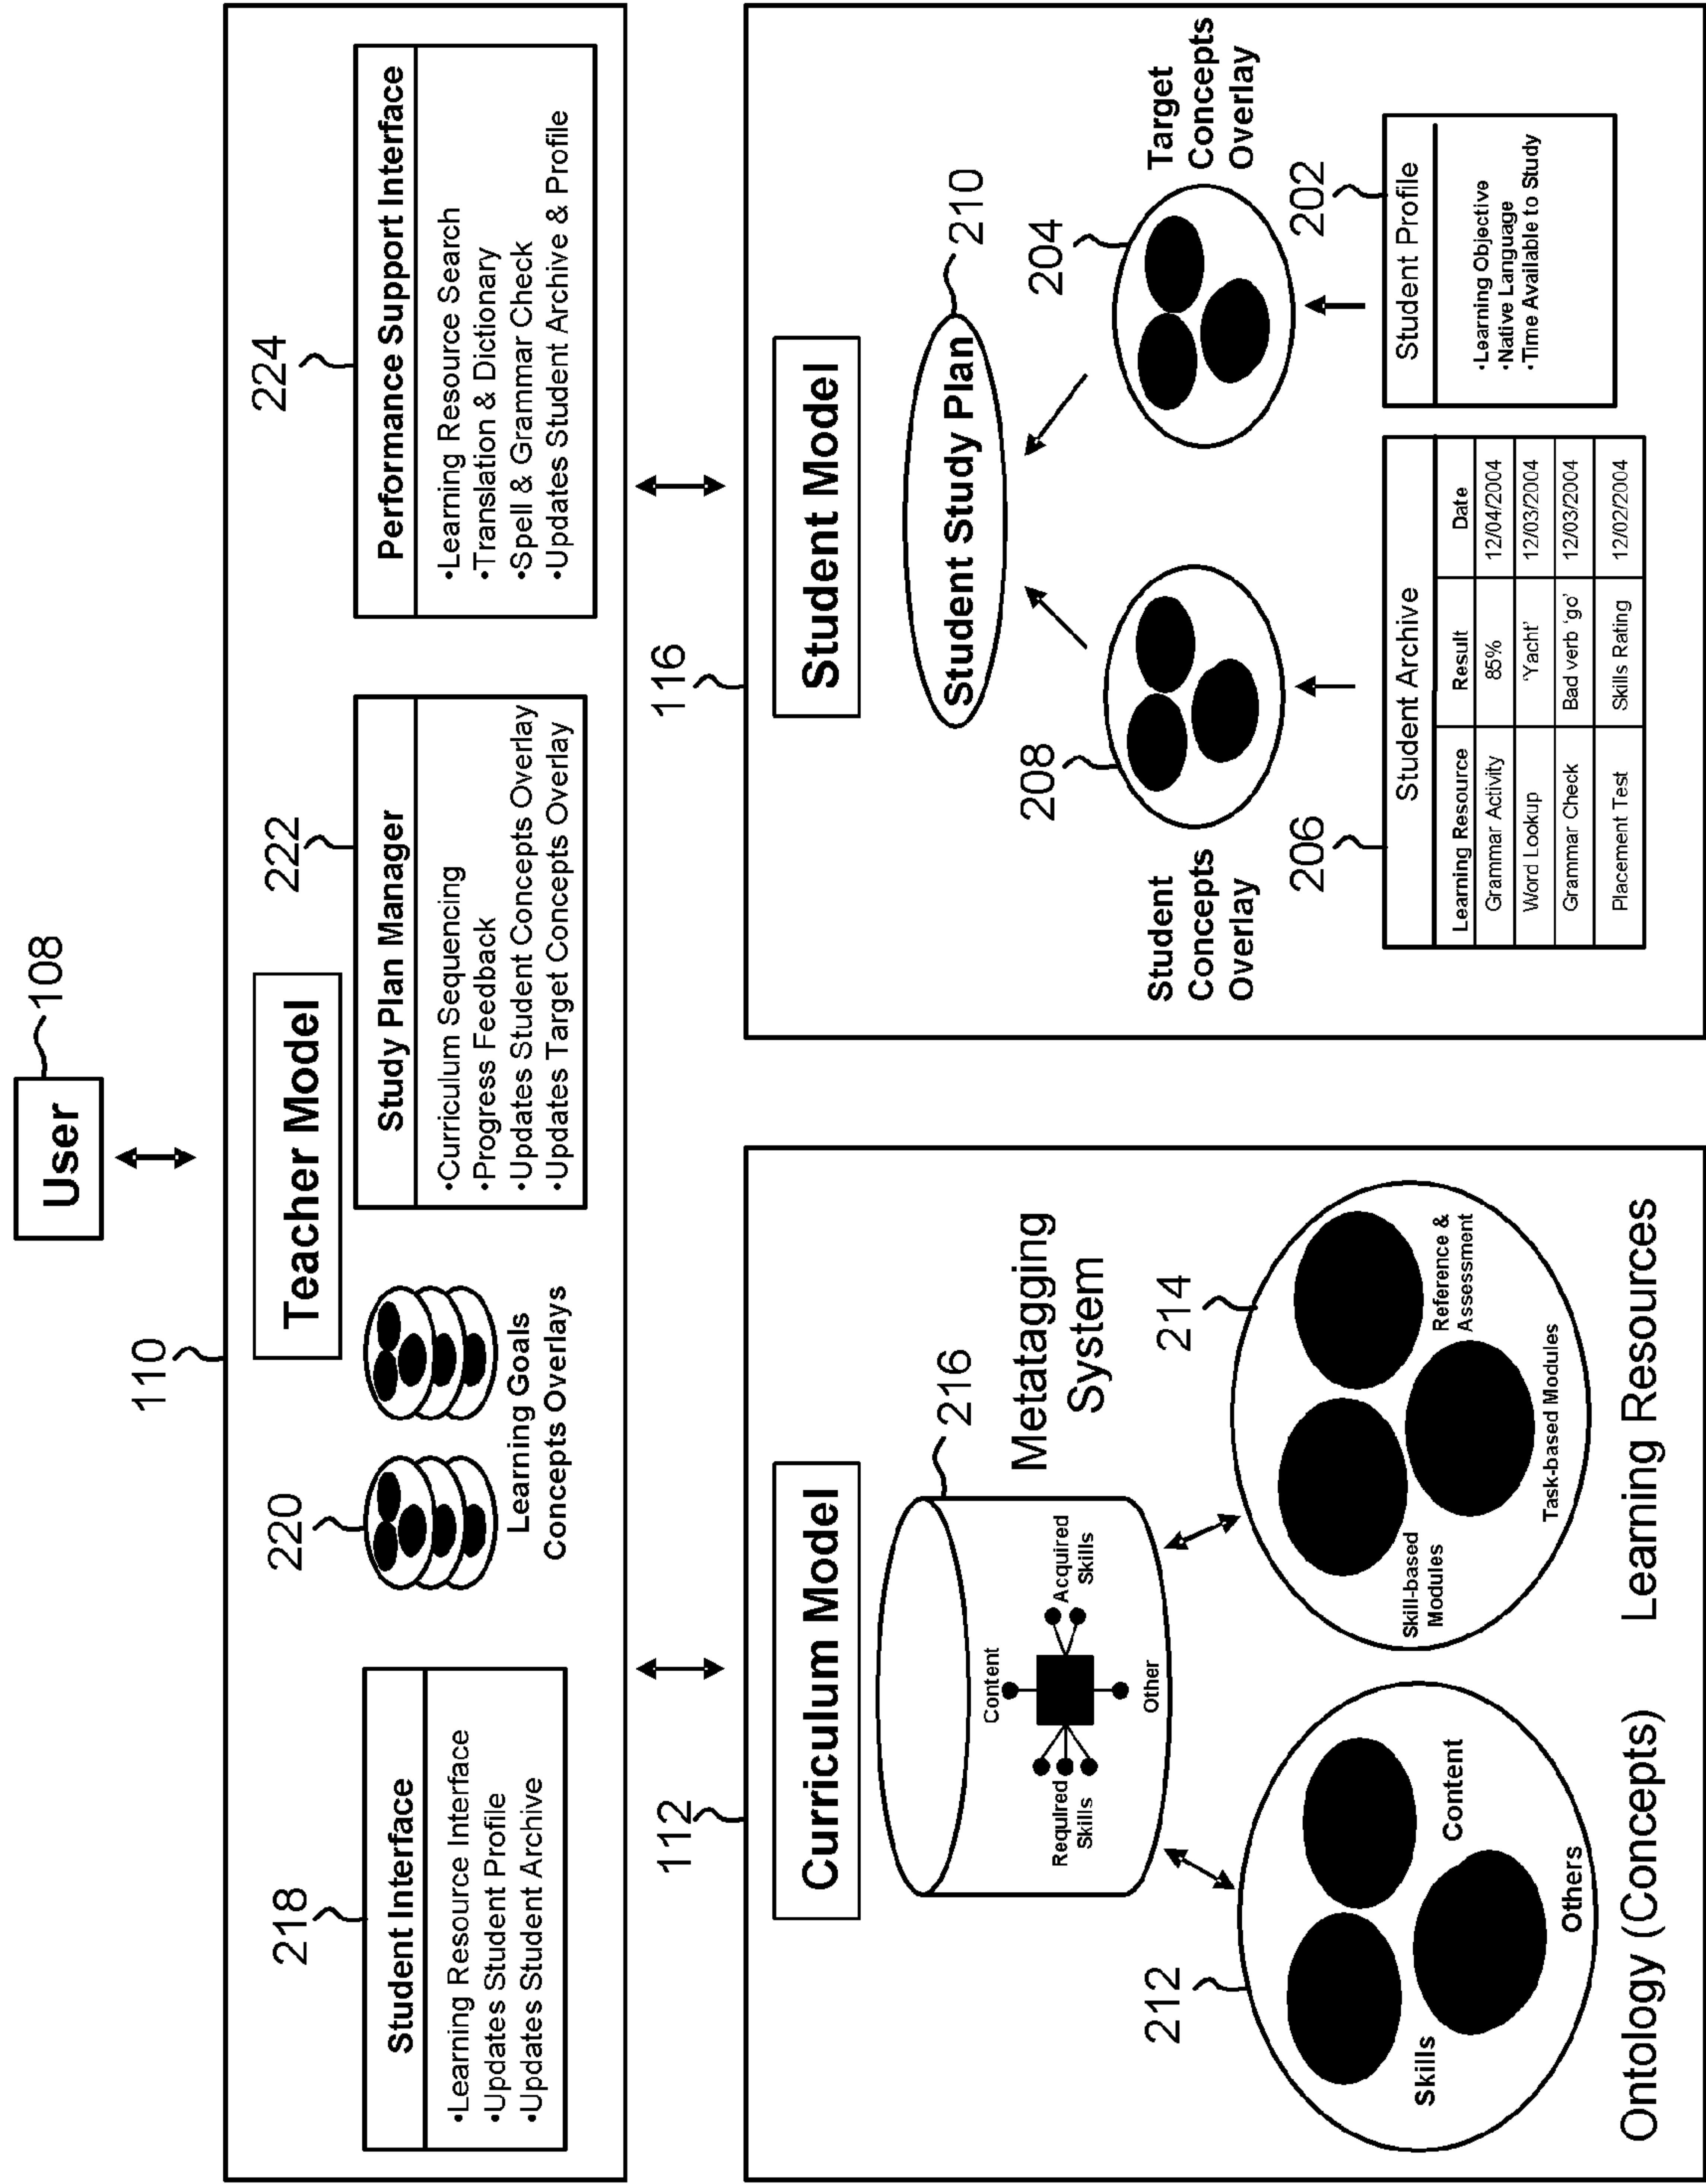 User
108
110
Teacher Model
218
Student Interface
•Learning Resource Interface
•Updates Student Profile
•Updates Student Archive
220
Learning Goals
Concepts Overlays
222
Study Plan Manager
•Curriculum Sequencing
•Progress Feedback
•Updates Student Concepts Overlay
•Updates Target Concepts Overlay
224
Performance Support Interface
•Learning Resource Search
•Translation & Dictionary
•Spell & Grammar Check
•Updates Student Archive & Profile
112
Curriculum Model
216
Metatagging
System
Content
Required
Skills
Acquired
Skills
Other
212
Skills
Content
Others
Ontology (Concepts)
214
Skill-based
Modules
Reference &
Assessment
Task-based Modules
Learning Resources
116
Student Model
Student Study Plan
210
208
Student
Concepts
Overlay
204
Target
Concepts
Overlay
206
Student Archive
Learning Resource Result Date
Grammar Activity 85% 12/04/2004
Word Lookup 'Yacht' 12/03/2004
Grammar Check Bad verb 'go' 12/03/2004
Placement Test Skills Rating 12/02/2004
202
Student Profile
•Learning Objective
•Native Language
•Time Available to Study